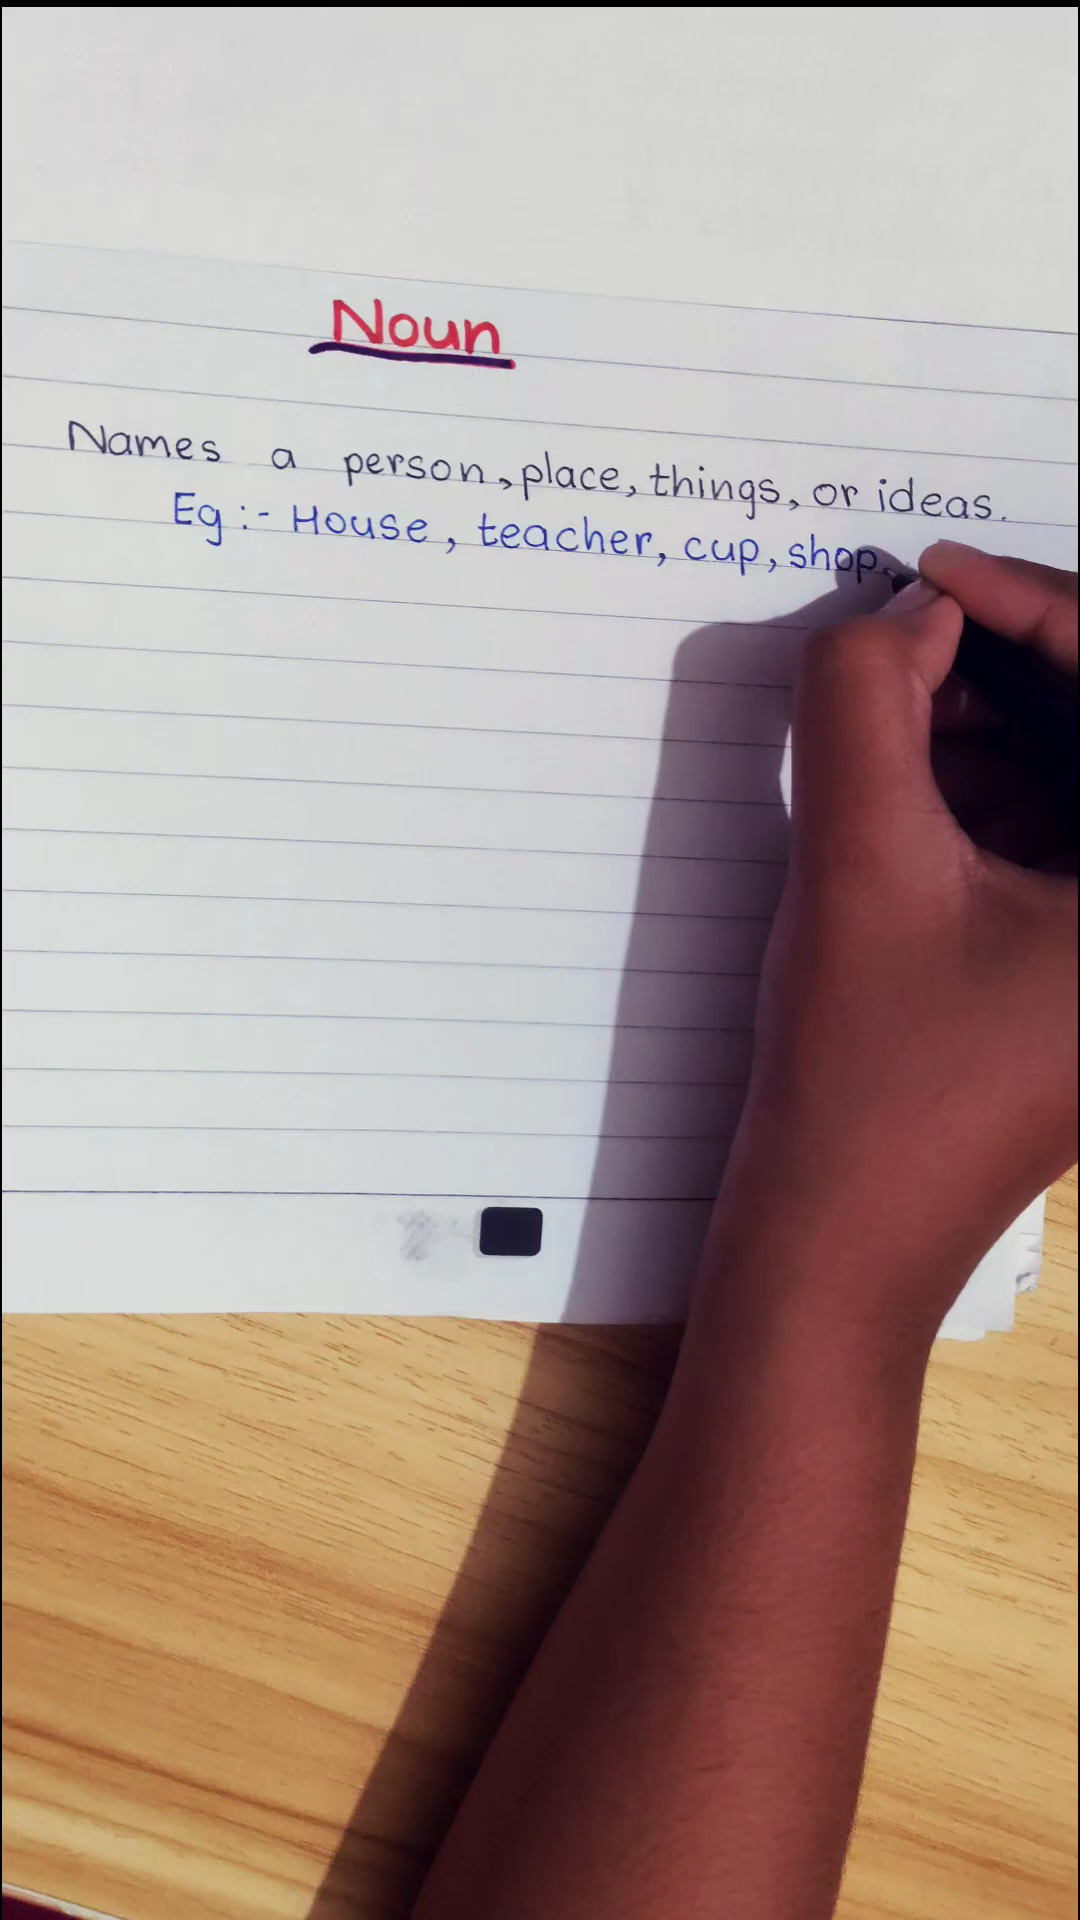 Noun
Names a person, place, things, or ideas.
Eg :- House, teacher, cup, shop.